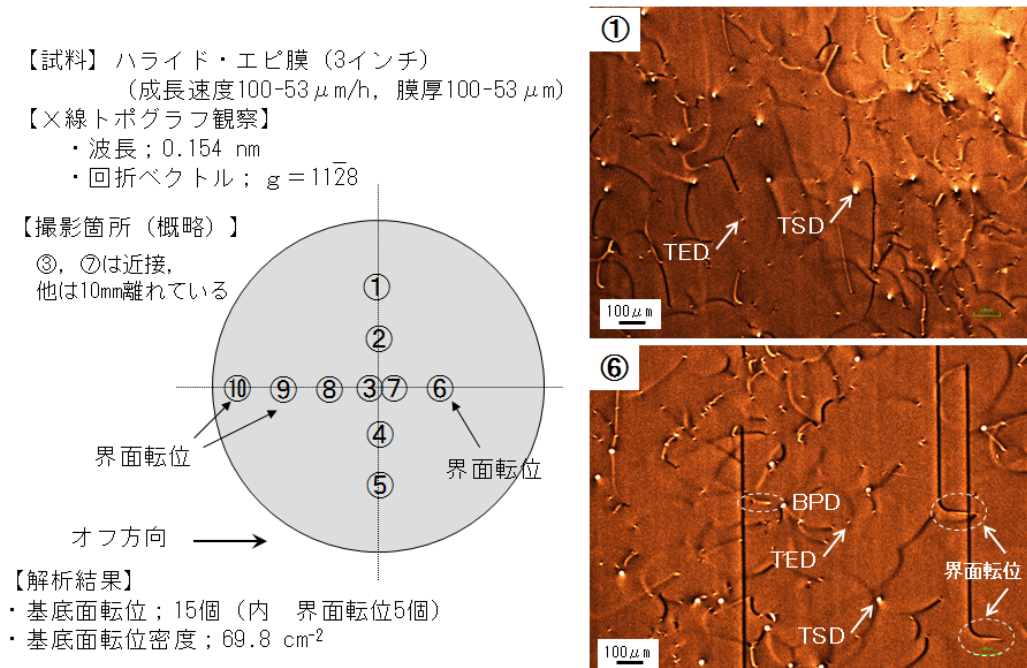 【試料】 ハライド・エピ膜 (3インチ)
(成長速度100-53μm/h, 膜厚100-53μm)
【X線トポグラフ観察】
・波長；0.154 nm
・回折ベクトル； g＝112̄8
【撮影箇所（概略）】
③，⑦は近接，
他は10mm離れている
①
②
⑩ ⑨ ⑧ ③ ⑦ ⑥
界面転位
界面転位
④
⑤
オフ方向
【解析結果】
・基底面転位；15個（内　界面転位5個）
・基底面転位密度；69.8 cm⁻²
①
TSD
TED
100μm
⑥
BPD
TED
界面転位
TSD
100μm